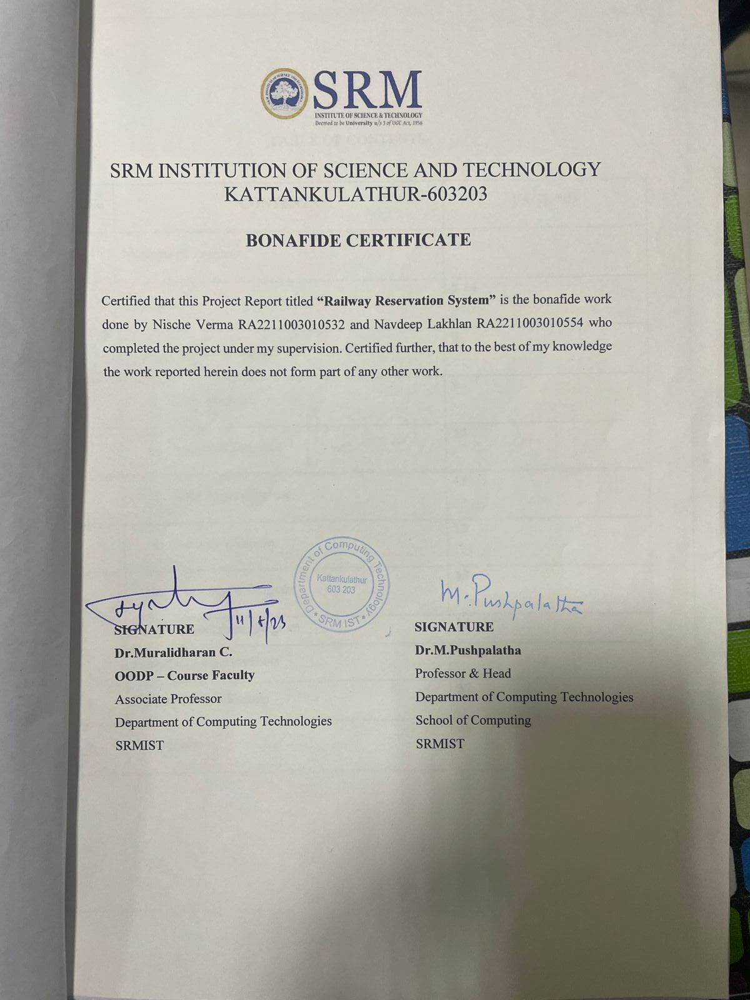 SRM
INSTITUTE OF SCIENCE & TECHNOLOGY
Deemed to be University u/s 3 of UGC Act, 1956
SRM INSTITUTION OF SCIENCE AND TECHNOLOGY
KATTANKULATHUR-603203
BONAFIDE CERTIFICATE
Certified that this Project Report titled “Railway Reservation System” is the bonafide work
done by Nische Verma RA2211003010532 and Navdeep Lakhlan RA2211003010554 who
completed the project under my supervision. Certified further, that to the best of my knowledge
the work reported herein does not form part of any other work.
Department of Computing Technology
Kattankulathur
603 203
* SRM IST *
M. Pushpalatha
SIGNATURE
Dr.Muralidharan C.
OODP – Course Faculty
Associate Professor
Department of Computing Technologies
SRMIST
SIGNATURE
Dr.M.Pushpalatha
Professor & Head
Department of Computing Technologies
School of Computing
SRMIST